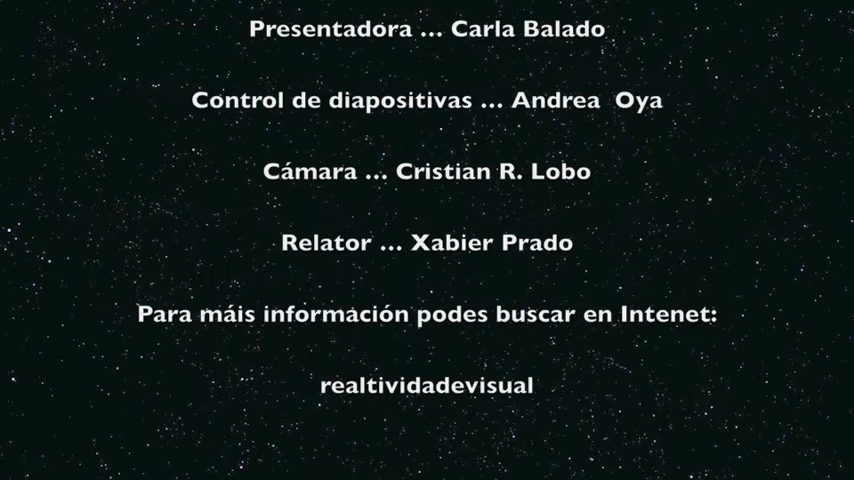 Presentadora ... Carla Balado
Control de diapositivas ... Andrea Oya
Cámara ... Cristian R. Lobo
Relator ... Xabier Prado
Para máis información podes buscar en Intenet:
realtividadevisual